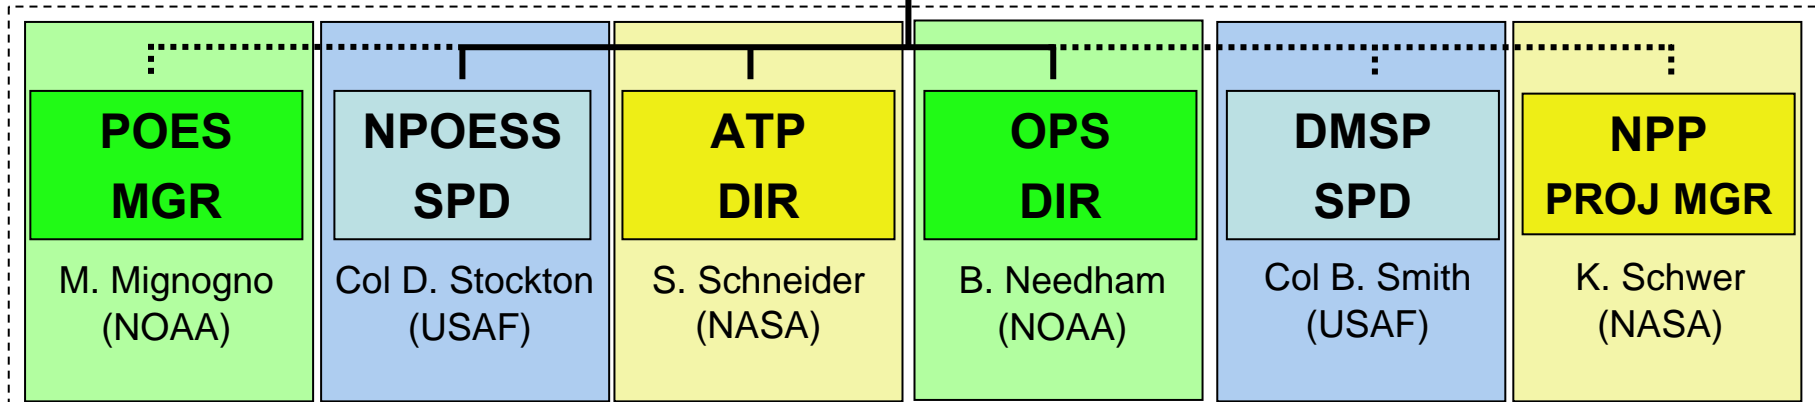 POES
MGR
M. Mignogno
(NOAA)
NPOESS
SPD
Col D. Stockton
(USAF)
ATP
DIR
S. Schneider
(NASA)
OPS
DIR
B. Needham
(NOAA)
DMSP
SPD
Col B. Smith
(USAF)
NPP
PROJ MGR
K. Schwer
(NASA)